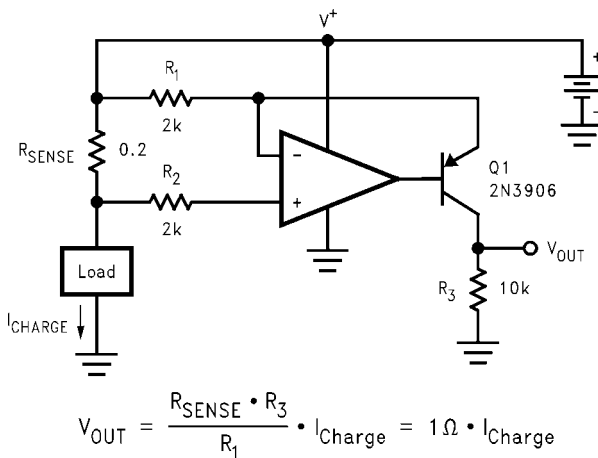 V+
R1
2k
RSENSE
0.2
R2
2k
-
+
+
-
Q1
2N3906
Load
ICHARGE
VOUT
R3
10k
VOUT = RSENSE • R3 / R1 • ICharge = 1Ω • ICharge